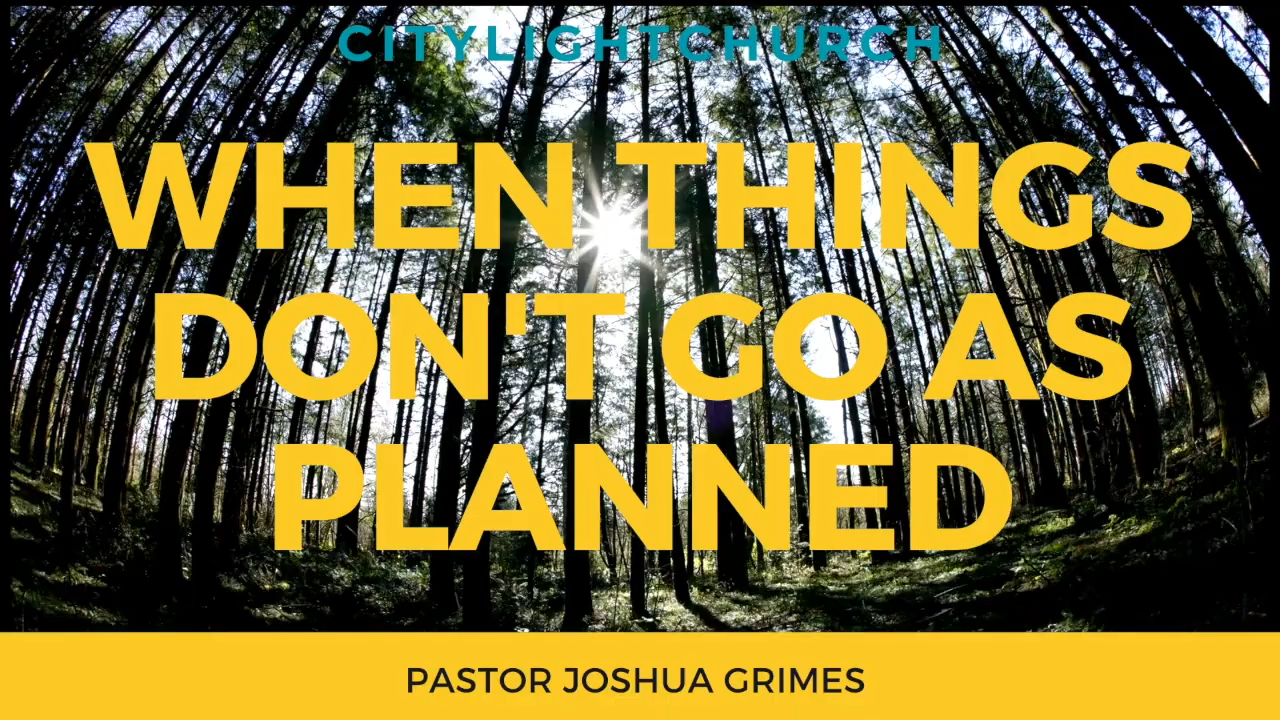 CITYLIGHTCHURCH
WHEN THINGS
DON'T GO AS
PLANNED
PASTOR JOSHUA GRIMES